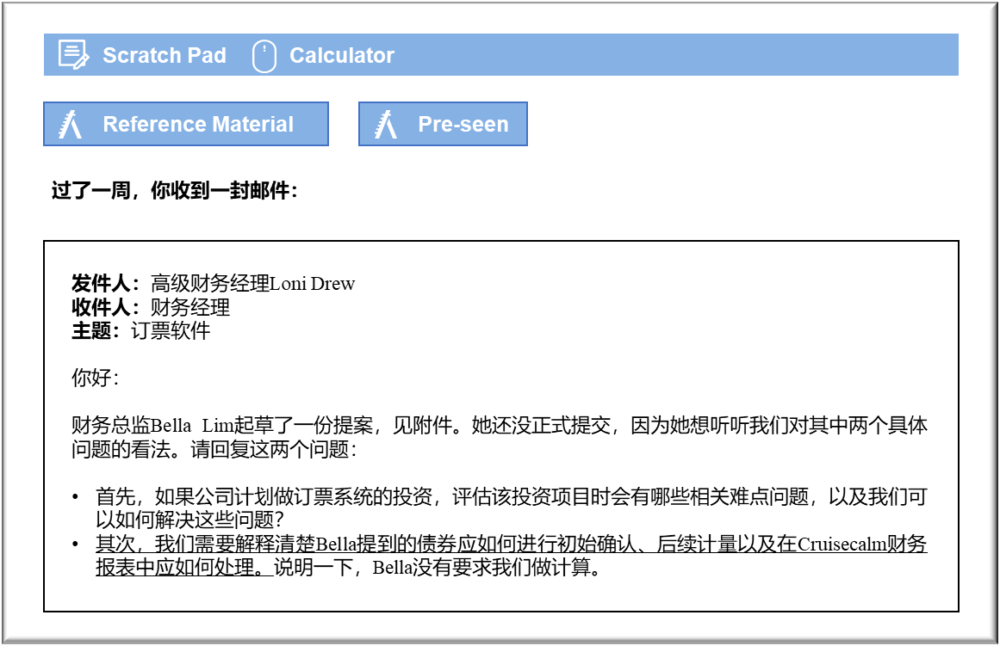 Scratch Pad Calculator
Reference Material Pre-seen
过了一周，你收到一封邮件：
发件人：高级财务经理Loni Drew
收件人：财务经理
主题：订票软件
你好：
财务总监Bella Lim起草了一份提案，见附件。她还没正式提交，因为她想听听我们对其中两个具体
问题的看法。请回复这两个问题：
• 首先，如果公司计划做订票系统的投资，评估该投资项目时会有哪些相关难点问题，以及我们可
以如何解决这些问题？
• 其次，我们需要解释清楚Bella提到的债券应如何进行初始确认、后续计量以及在Cruisecalm财务
报表中应如何处理。说明一下，Bella没有要求我们做计算。